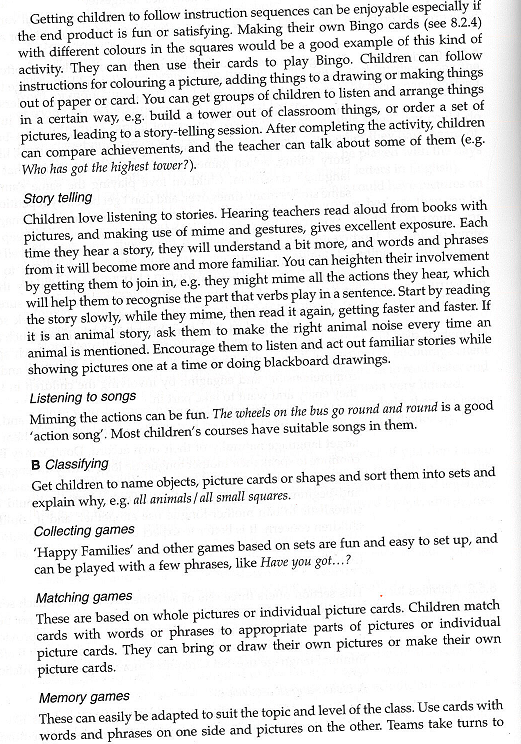 Getting children to follow instruction sequences can be enjoyable especially if
the end product is fun or satisfying. Making their own Bingo cards (see 8.2.4)
with different colours in the squares would be a good example of this kind of
activity. They can then use their cards to play Bingo. Children can follow
instructions for colouring a picture, adding things to a drawing or making things
out of paper or card. You can get groups of children to listen and arrange things
in a certain way, e.g. build a tower out of classroom things, or order a set of
pictures, leading to a story-telling session. After completing the activity, children
can compare achievements, and the teacher can talk about some of them (e.g.
Who has got the highest tower?).
Story telling
Children love listening to stories. Hearing teachers read aloud from books with
pictures, and making use of mime and gestures, gives excellent exposure. Each
time they hear a story, they will understand a bit more, and words and phrases
from it will become more and more familiar. You can heighten their involvement
by getting them to join in, e.g. they might mime all the actions they hear, which
will help them to recognise the part that verbs play in a sentence. Start by reading
the story slowly, while they mime, then read it again, getting faster and faster. If
it is an animal story, ask them to make the right animal noise every time an
animal is mentioned. Encourage them to listen and act out familiar stories while
showing pictures one at a time or doing blackboard drawings.
Listening to songs
Miming the actions can be fun. The wheels on the bus go round and round is a good
'action song'. Most children's courses have suitable songs in them.
B Classifying
Get children to name objects, picture cards or shapes and sort them into sets and
explain why, e.g. all animals/all small squares.
Collecting games
'Happy Families' and other games based on sets are fun and easy to set up, and
can be played with a few phrases, like Have you got...?
Matching games
These are based on whole pictures or individual picture cards. Children match
cards with words or phrases to appropriate parts of pictures or individual
picture cards. They can bring or draw their own pictures or make their own
picture cards.
Memory games
These can easily be adapted to suit the topic and level of the class. Use cards with
words and phrases on one side and pictures on the other. Teams take turns to